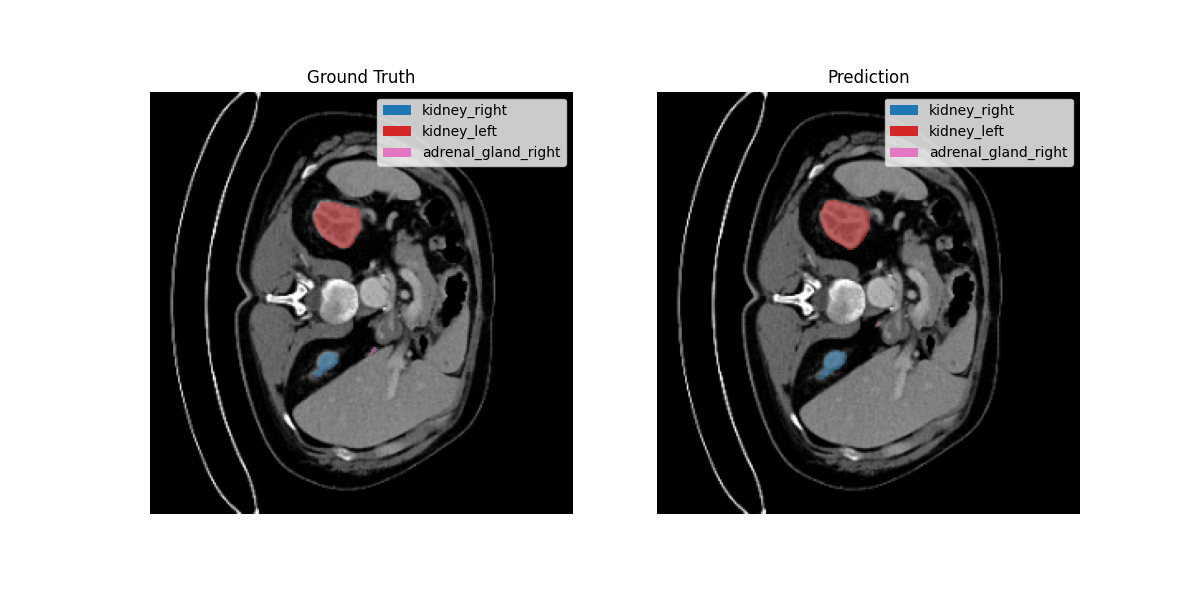 Ground Truth
kidney_right
kidney_left
adrenal_gland_right
Prediction
kidney_right
kidney_left
adrenal_gland_right